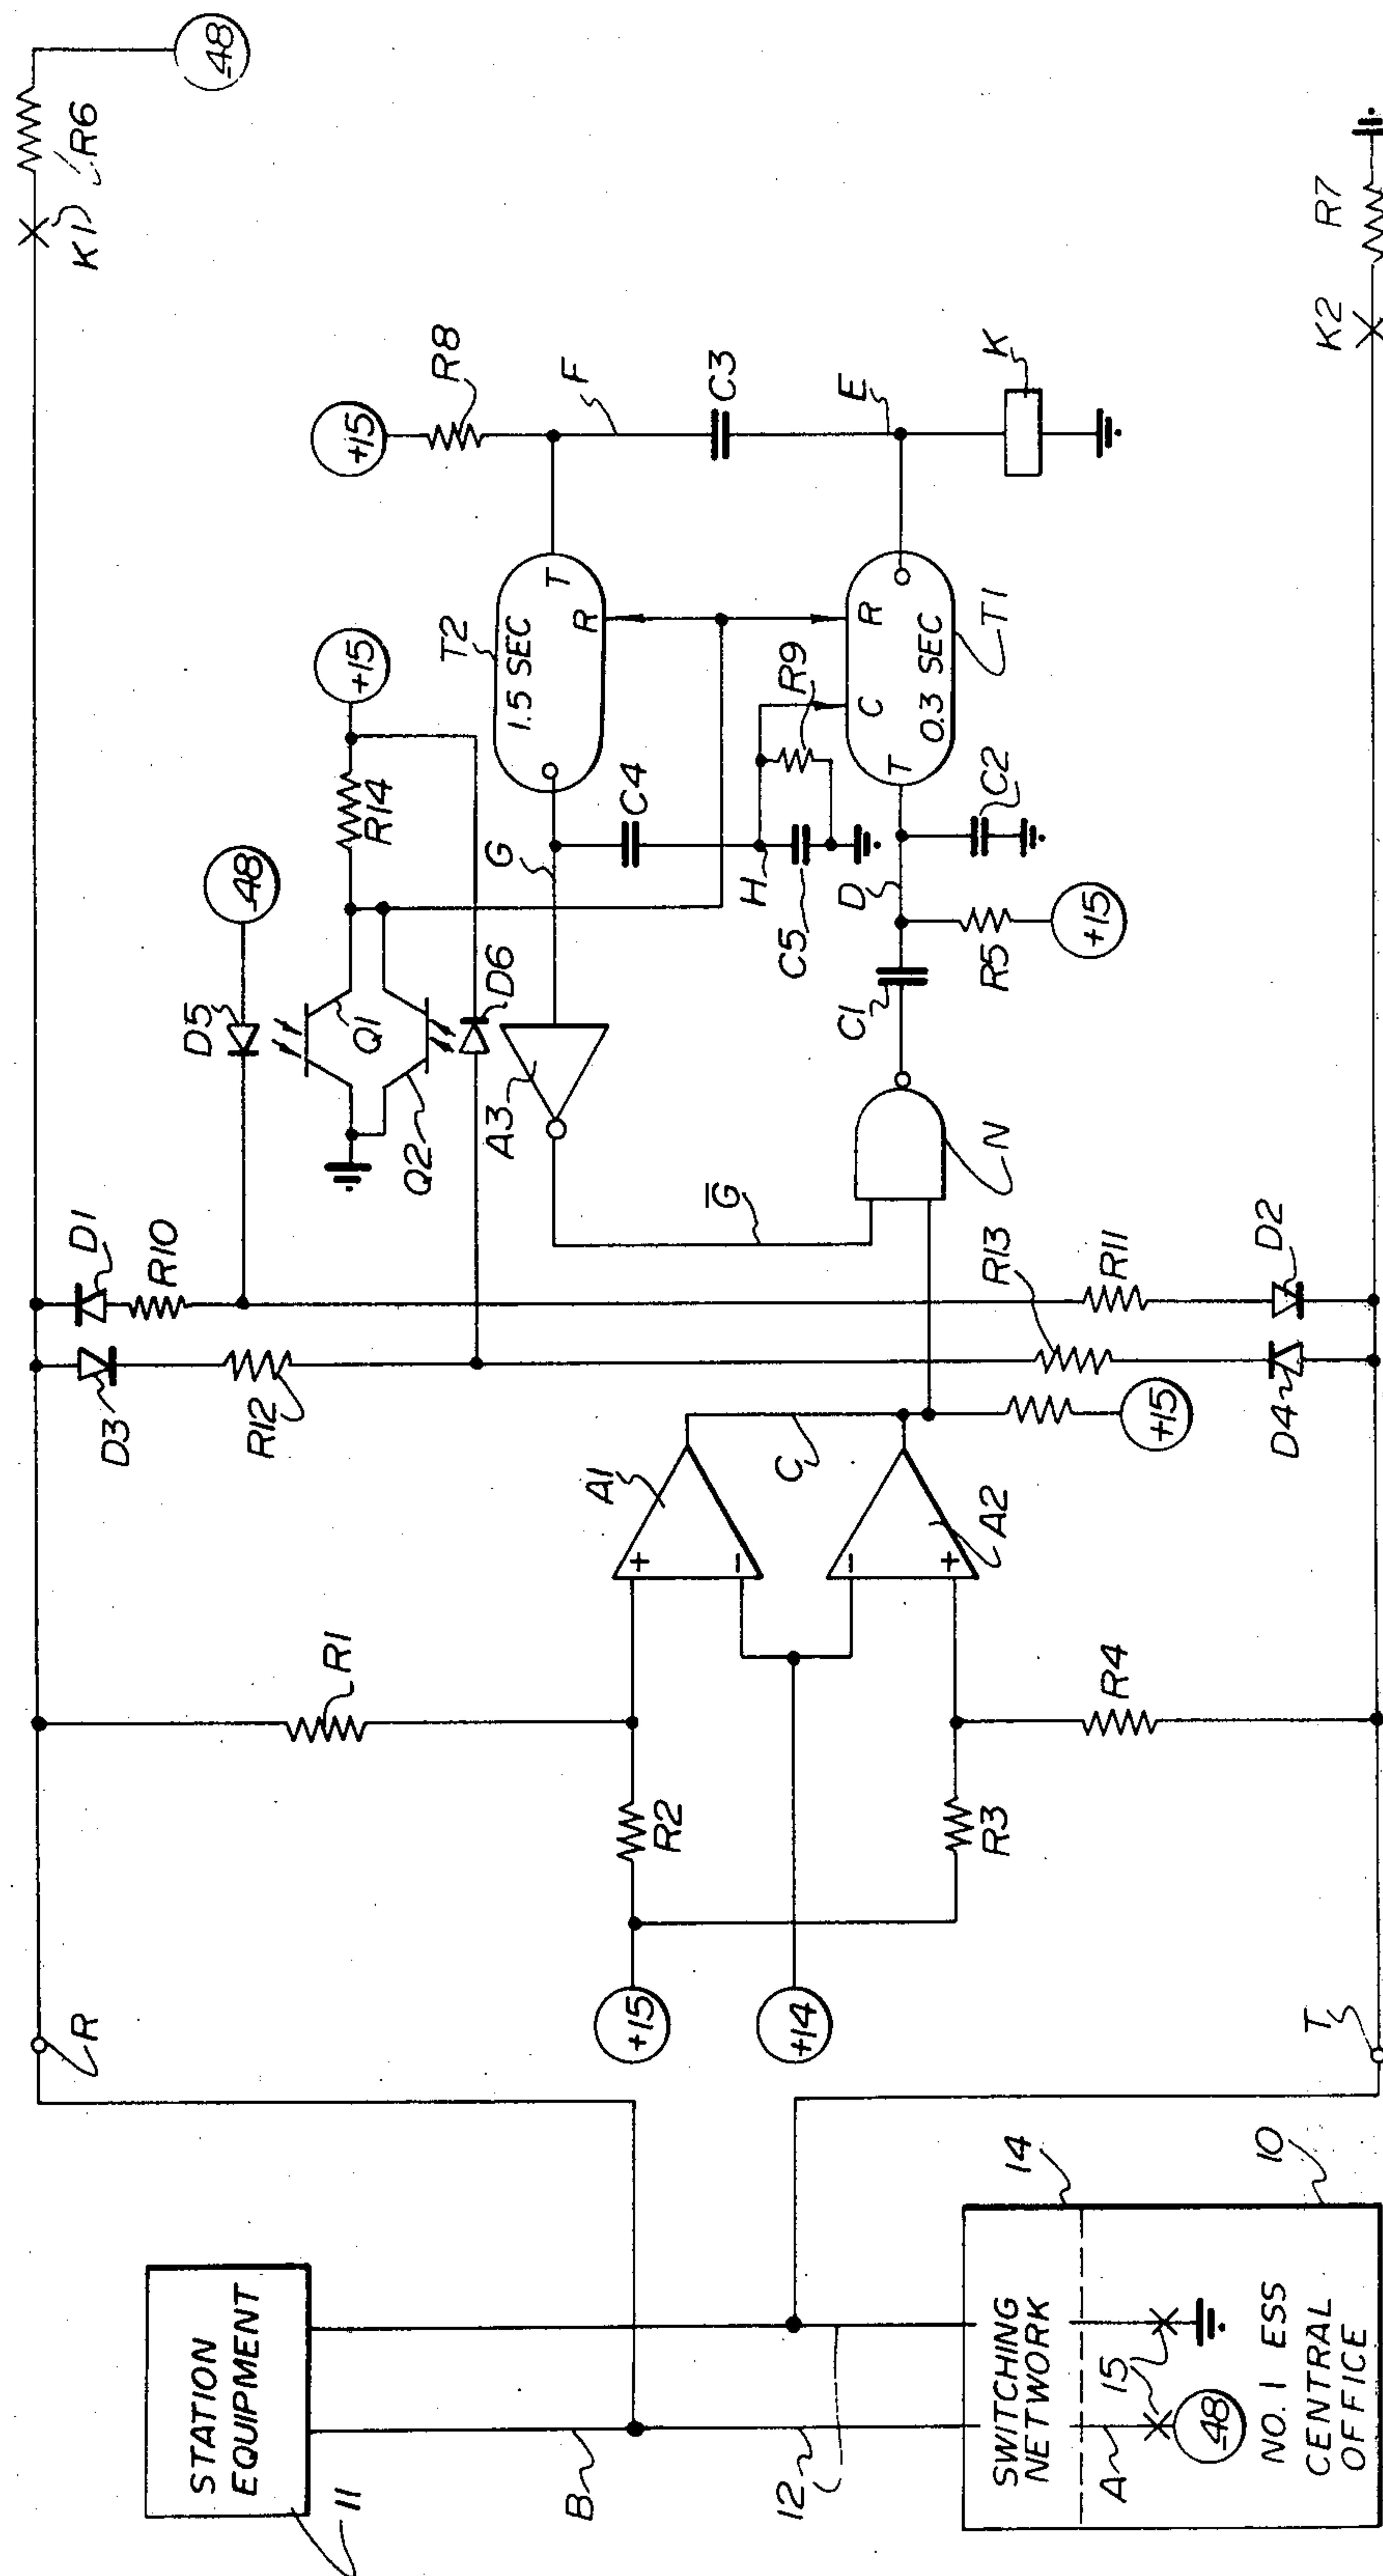 STATION
EQUIPMENT
11
B
12
SWITCHING
NETWORK
14
A
15
-48
NO. 1 ESS
CENTRAL
OFFICE
10
R
T
+15
+14
R2
R3
R1
R4
A1
A2
+
-
-
+
C
+15
D3
R12
D1
R10
R13
R11
D4
D2
D5
-48
Q1
Q2
D6
R14
+15
A3
G̅
N
G
C4
H
C5
R9
C1
D
R5
+15
C2
T2
1.5 SEC
T
R
T
C
R
0.3 SEC
T1
+15
R8
F
C3
E
K
K1
R6
-48
K2
R7